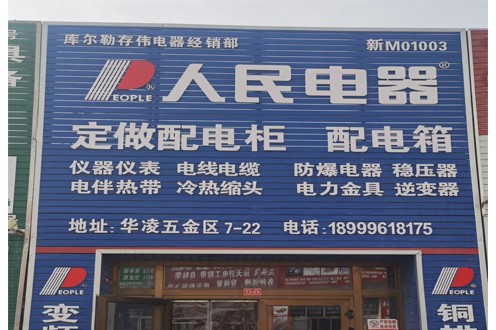 库尔勒存伟电器经销部 新M01003
PEOPLE® 人民电器®
定做配电柜 配电箱
仪器仪表 电线电缆 防爆电器 稳压器
电伴热带 冷热缩头 电力金具 逆变器
地址: 华凌五金区7-22 电话: 18999618175
PEOPLE
变频
PEOPLE
铜